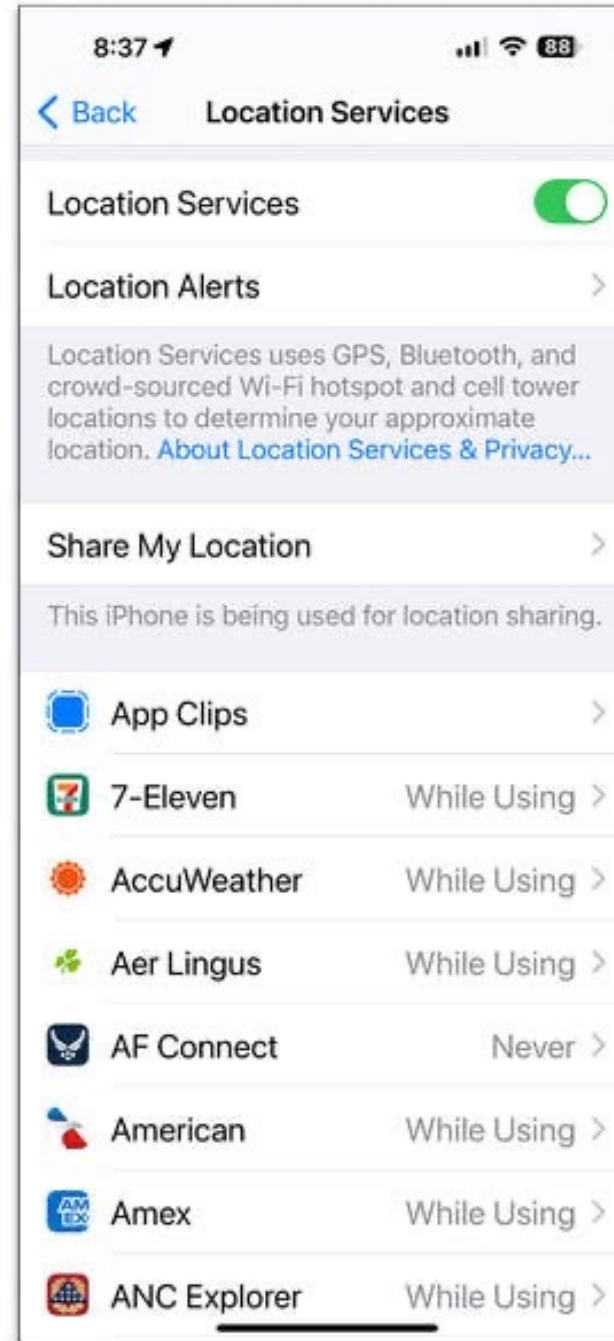 8:37 88
Back Location Services
Location Services
Location Alerts
Location Services uses GPS, Bluetooth, and
crowd-sourced Wi-Fi hotspot and cell tower
locations to determine your approximate
location. About Location Services & Privacy...
Share My Location
This iPhone is being used for location sharing.
App Clips
7-Eleven While Using
AccuWeather While Using
Aer Lingus While Using
AF Connect Never
American While Using
AM EX Amex While Using
ANC Explorer While Using